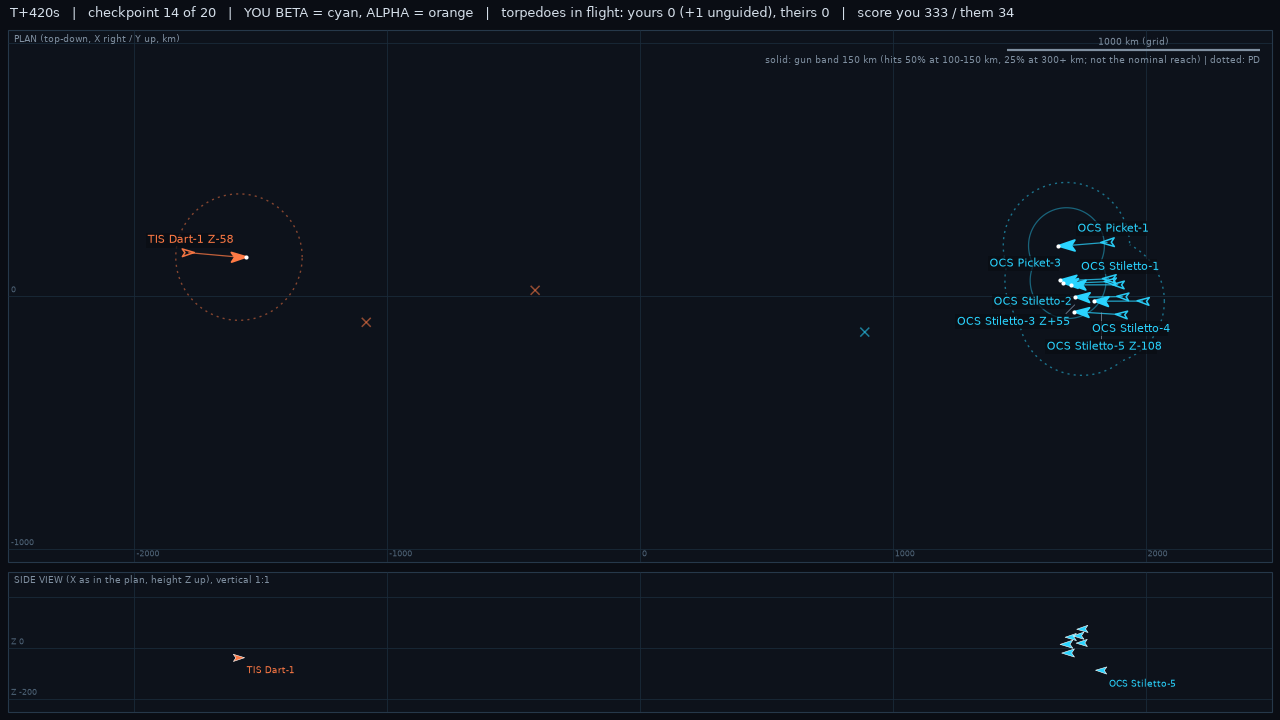 T+420s | checkpoint 14 of 20 | YOU BETA = cyan, ALPHA = orange | torpedoes in flight: yours 0 (+1 unguided), theirs 0 | score you 333 / them 34
PLAN (top-down, X right / Y up, km)
1000 km (grid)
solid: gun band 150 km (hits 50% at 100-150 km, 25% at 300+ km; not the nominal reach) | dotted: PD
OCS Picket-1
TIS Dart-1 Z-58
OCS Picket-3
OCS Stiletto-1
0
OCS Stiletto-2
OCS Stiletto-3 Z+55
OCS Stiletto-4
OCS Stiletto-5 Z-108
-1000
-2000
-1000
0
1000
2000
SIDE VIEW (X as in the plan, height Z up), vertical 1:1
Z 0
TIS Dart-1
OCS Stiletto-5
Z -200